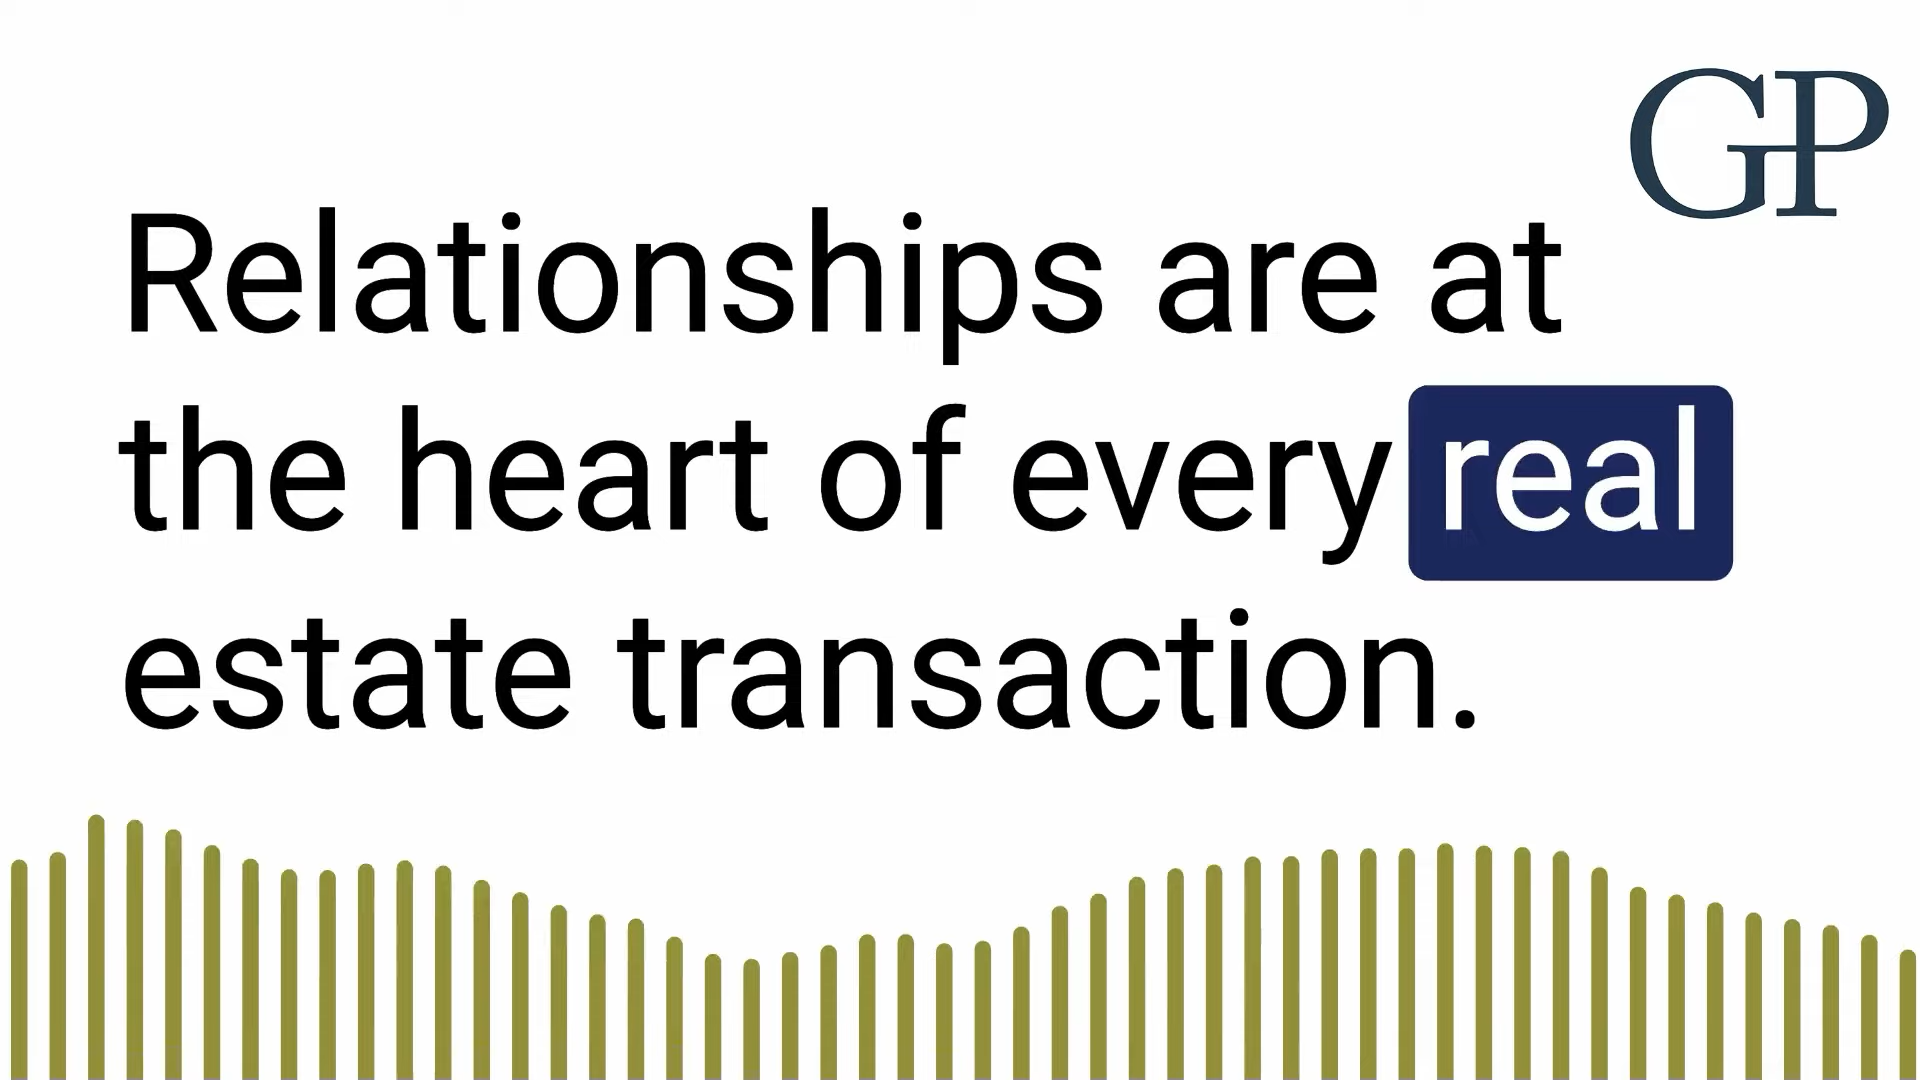 GP
Relationships are at
the heart of every real
estate transaction.